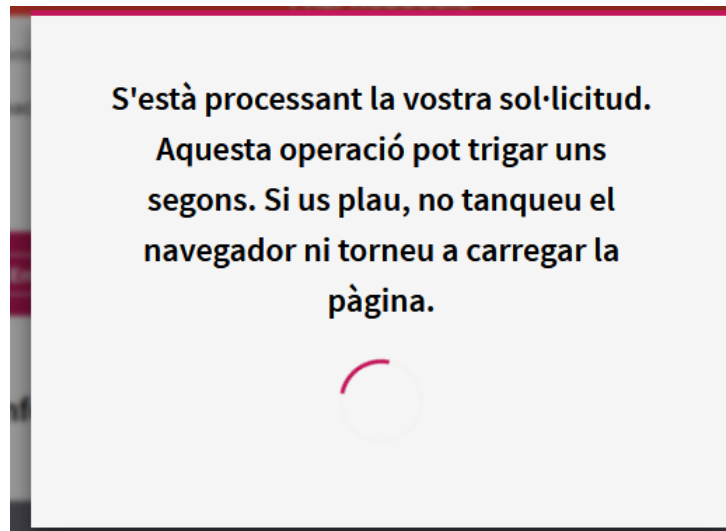 S'està processant la vostra sol·licitud.
Aquesta operació pot trigar uns
segons. Si us plau, no tanqueu el
navegador ni torneu a carregar la
pàgina.